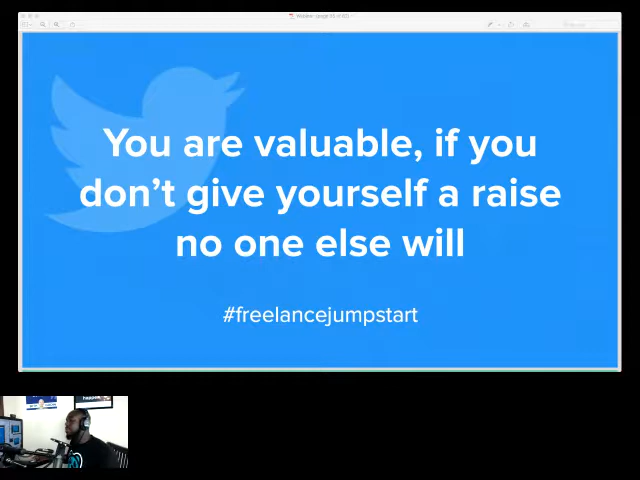 You are valuable, if you
don't give yourself a raise
no one else will
#freelancejumpstart